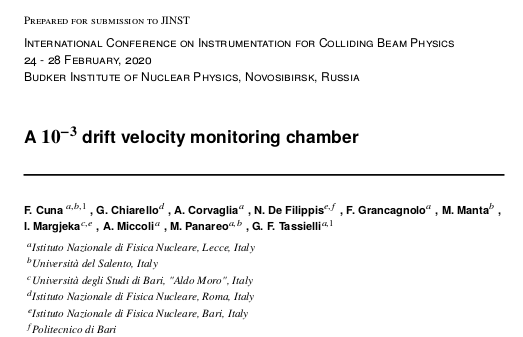 Prepared for submission to JINST
International Conference on Instrumentation for Colliding Beam Physics
24 - 28 February, 2020
Budker Institute of Nuclear Physics, Novosibirsk, Russia
A 10⁻³ drift velocity monitoring chamber
F. Cuna a,b,1 , G. Chiarello d , A. Corvaglia a , N. De Filippis e,f , F. Grancagnolo a , M. Manta b ,
I. Margjeka c,e , A. Miccoli a , M. Panareo a,b , G. F. Tassielli a,1
a Istituto Nazionale di Fisica Nucleare, Lecce, Italy
b Università del Salento, Italy
c Università degli Studi di Bari, "Aldo Moro", Italy
d Istituto Nazionale di Fisica Nucleare, Roma, Italy
e Istituto Nazionale di Fisica Nucleare, Bari, Italy
f Politecnico di Bari